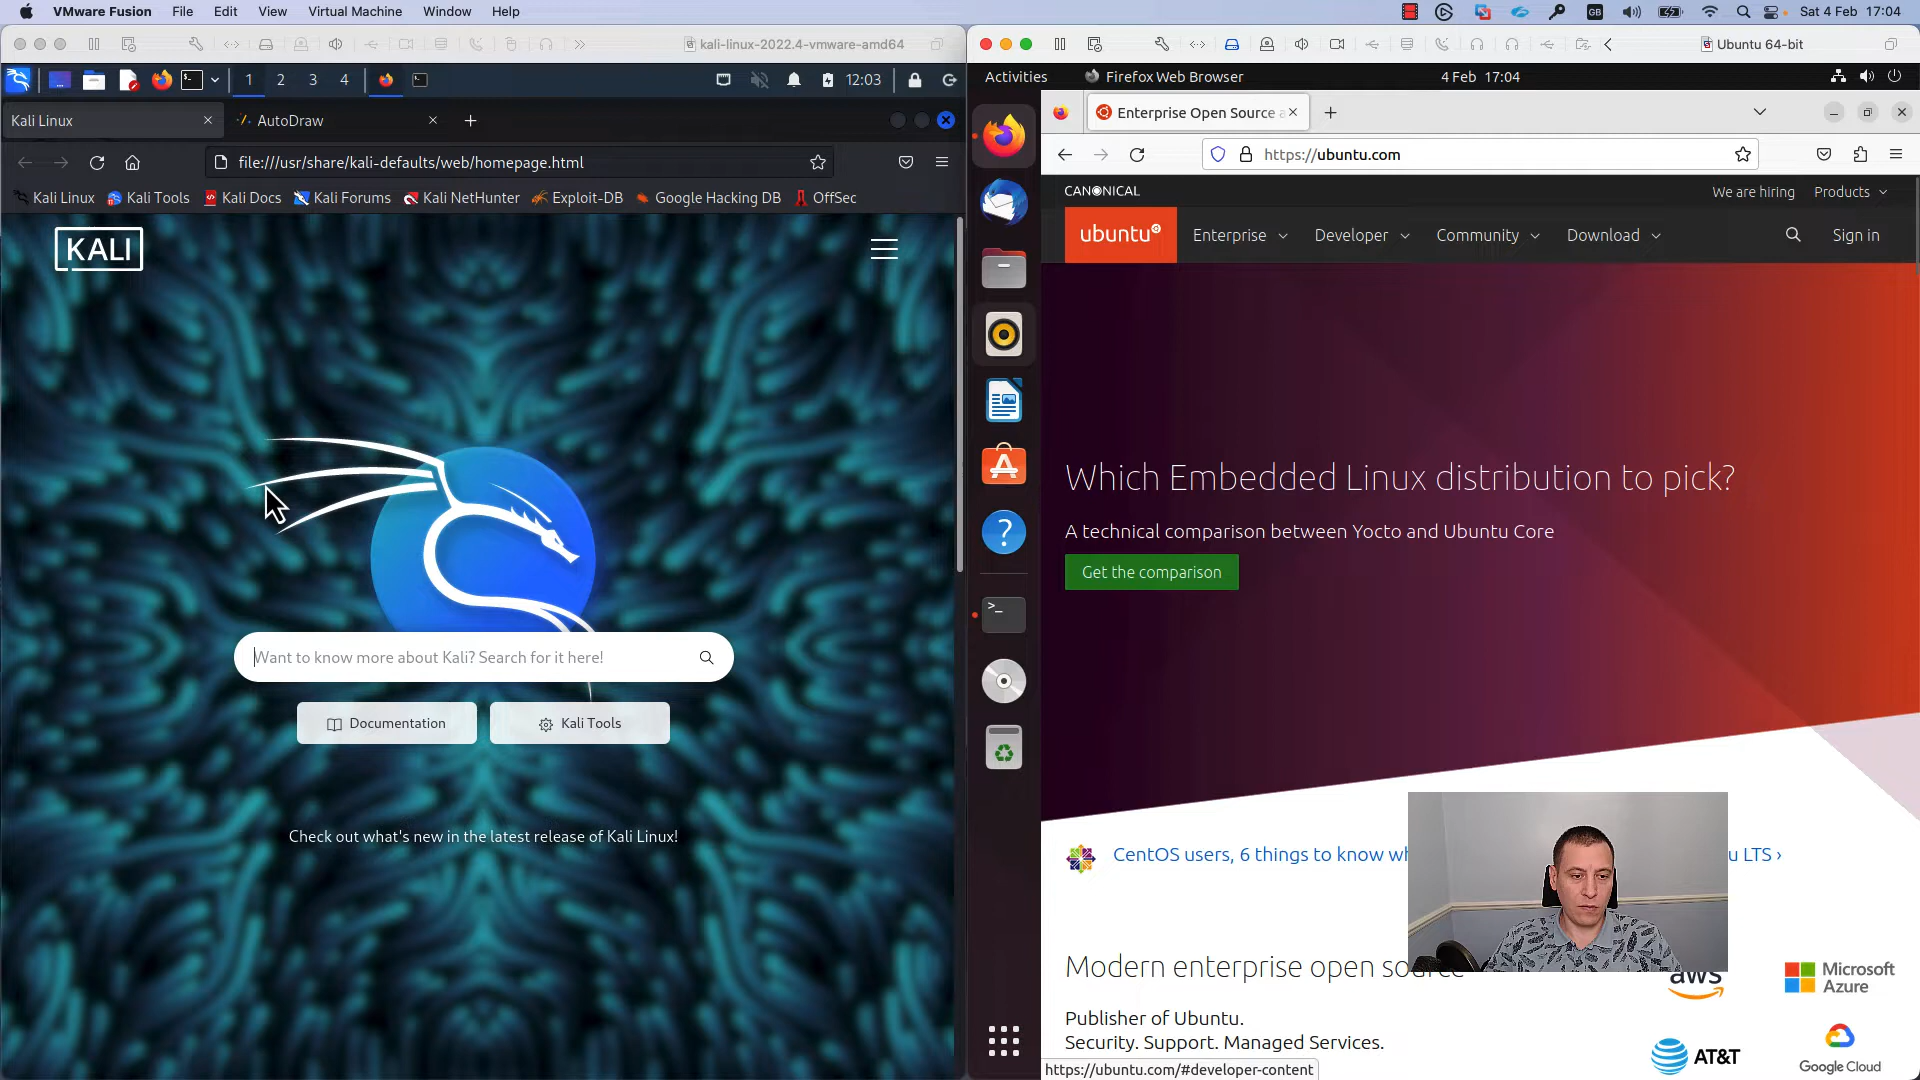 VMware Fusion File Edit View Virtual Machine Window Help
GB
Sat 4 Feb 17:04
kali-linux-2022.4-vmware-amd64
Ubuntu 64-bit
1 2 3 4
12:03
Activities
Firefox Web Browser
4 Feb 17:04
Kali Linux
AutoDraw
Enterprise Open Source a
file:///usr/share/kali-defaults/web/homepage.html
https://ubuntu.com
Kali Linux
Kali Tools
Kali Docs
Kali Forums
Kali NetHunter
Exploit-DB
Google Hacking DB
OffSec
CANONICAL
We are hiring
Products
KALI
ubuntu
Enterprise
Developer
Community
Download
Sign in
Which Embedded Linux distribution to pick?
A technical comparison between Yocto and Ubuntu Core
Get the comparison
Want to know more about Kali? Search for it here!
Documentation
Kali Tools
Check out what's new in the latest release of Kali Linux!
CentOS users, 6 things to know
u LTS ›
Modern enterprise open
aws
Microsoft
Azure
Publisher of Ubuntu.
Security. Support. Managed Services.
AT&T
Google Cloud
https://ubuntu.com/#developer-content